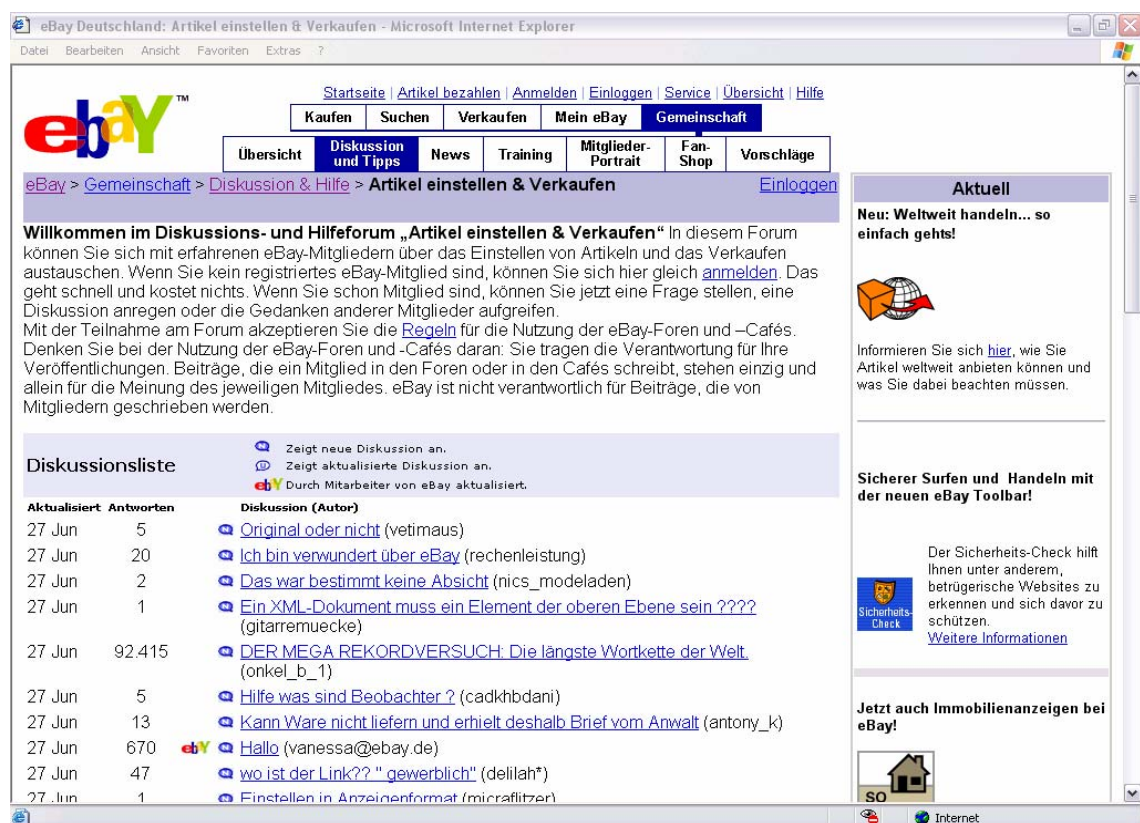 eBay Deutschland: Artikel einstellen & Verkaufen - Microsoft Internet Explorer
Datei Bearbeiten Ansicht Favoriten Extras ?
ebaY™
Startseite | Artikel bezahlen | Anmelden | Einloggen | Service | Übersicht | Hilfe
Kaufen Suchen Verkaufen Mein eBay Gemeinschaft
Übersicht Diskussion und Tipps News Training Mitglieder-Portrait Fan-Shop Vorschläge
eBay > Gemeinschaft > Diskussion & Hilfe > Artikel einstellen & Verkaufen Einloggen
Willkommen im Diskussions- und Hilfeforum „Artikel einstellen & Verkaufen“ In diesem Forum
können Sie sich mit erfahrenen eBay-Mitgliedern über das Einstellen von Artikeln und das Verkaufen
austauschen. Wenn Sie kein registriertes eBay-Mitglied sind, können Sie sich hier gleich anmelden. Das
geht schnell und kostet nichts. Wenn Sie schon Mitglied sind, können Sie jetzt eine Frage stellen, eine
Diskussion anregen oder die Gedanken anderer Mitglieder aufgreifen.
Mit der Teilnahme am Forum akzeptieren Sie die Regeln für die Nutzung der eBay-Foren und –Cafés.
Denken Sie bei der Nutzung der eBay-Foren und -Cafés daran: Sie tragen die Verantwortung für Ihre
Veröffentlichungen. Beiträge, die ein Mitglied in den Foren oder in den Cafés schreibt, stehen einzig und
allein für die Meinung des jeweiligen Mitgliedes. eBay ist nicht verantwortlich für Beiträge, die von
Mitgliedern geschrieben werden.
Diskussionsliste
Zeigt neue Diskussion an.
Zeigt aktualisierte Diskussion an.
ebY Durch Mitarbeiter von eBay aktualisiert.
Aktualisiert Antworten Diskussion (Autor)
27 Jun 5 Original oder nicht (vetimaus)
27 Jun 20 Ich bin verwundert über eBay (rechenleistung)
27 Jun 2 Das war bestimmt keine Absicht (nics_modeladen)
27 Jun 1 Ein XML-Dokument muss ein Element der oberen Ebene sein ????
(gitarremuecke)
27 Jun 92.415 DER MEGA REKORDVERSUCH: Die längste Wortkette der Welt.
(onkel_b_1)
27 Jun 5 Hilfe was sind Beobachter ? (cadkhbdani)
27 Jun 13 Kann Ware nicht liefern und erhielt deshalb Brief vom Anwalt (antony_k)
27 Jun 670 ebY Hallo (vanessa@ebay.de)
27 Jun 47 wo ist der Link?? " gewerblich" (delilah*)
27 Jun 1 Einstellen in Anzeigenformat (micraflitzer)
Aktuell
Neu: Weltweit handeln... so
einfach gehts!
Informieren Sie sich hier, wie Sie
Artikel weltweit anbieten können und
was Sie dabei beachten müssen.
Sicherer Surfen und Handeln mit
der neuen eBay Toolbar!
Sicherheits-
Check
Der Sicherheits-Check hilft
Ihnen unter anderem,
betrügerische Websites zu
erkennen und sich davor zu
schützen.
Weitere Informationen
Jetzt auch Immobilienanzeigen bei
eBay!
SO
Internet